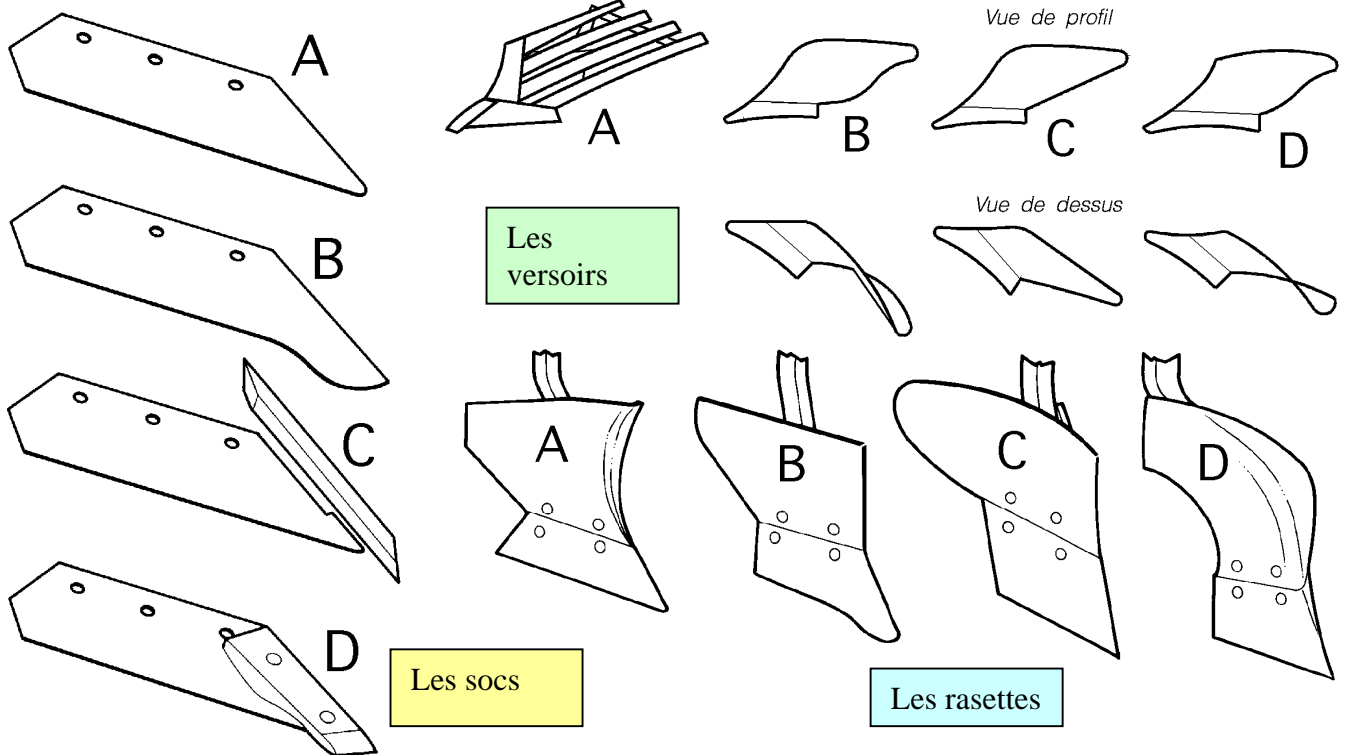 A
B
C
D
A
Vue de profil
B
C
D
Les
versoirs
Vue de dessus
A
B
C
D
Les socs
Les rasettes